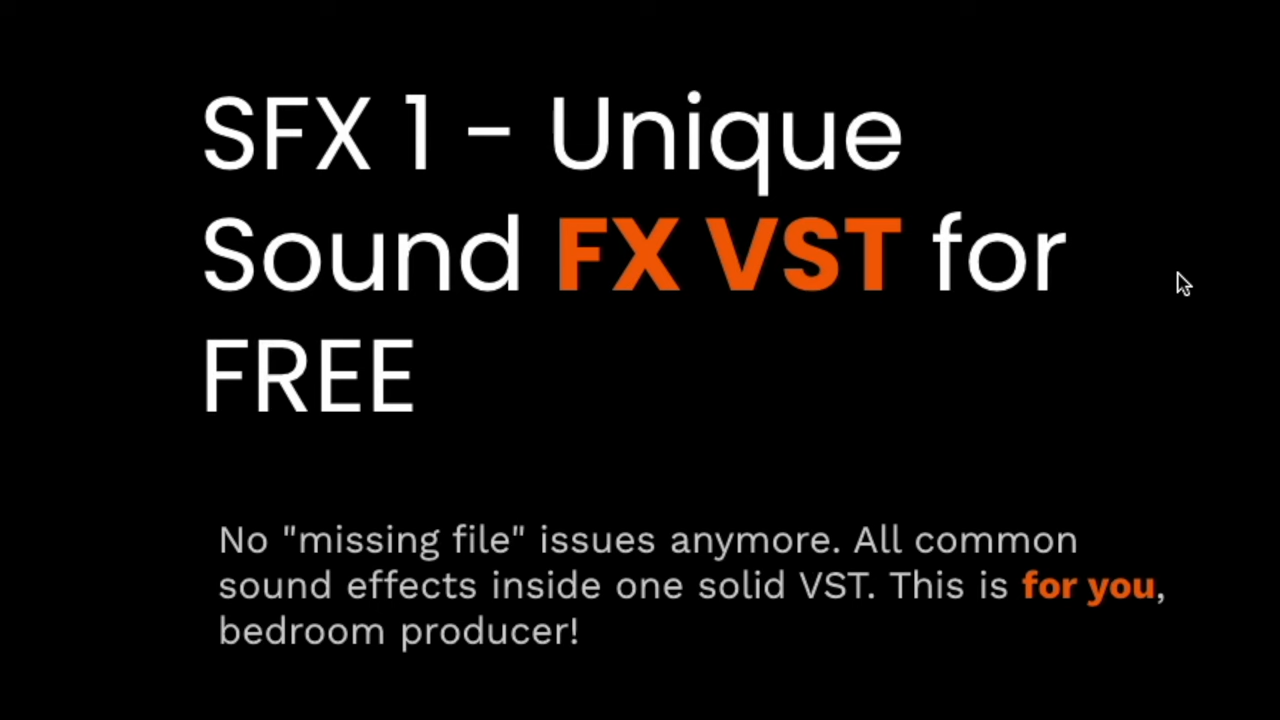 SFX 1 - Unique
Sound FX VST for
FREE
No "missing file" issues anymore. All common
sound effects inside one solid VST. This is for you,
bedroom producer!